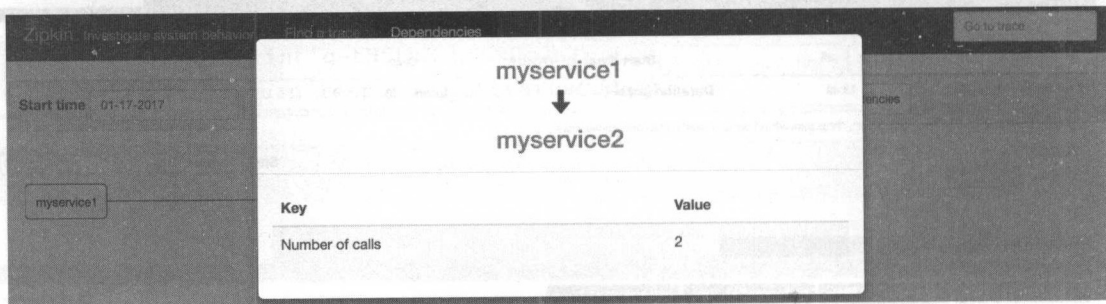 Zipkin Investigate system behavior Find a trace Dependencies Go to trace
Start time 01-17-2017
encies
myservice1
myservice1
myservice2
Key Value
Number of calls 2